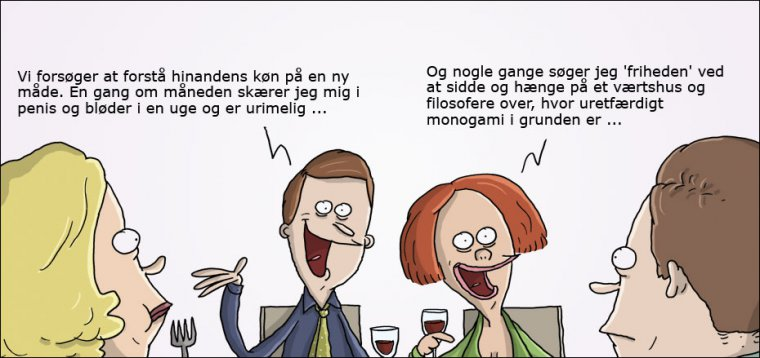 Vi forsøger at forstå hinandens køn på en ny
måde. En gang om måneden skærer jeg mig i
penis og bløder i en uge og er urimelig ...
Og nogle gange søger jeg 'friheden' ved
at sidde og hænge på et værtshus og
filosofere over, hvor uretfærdigt
monogami i grunden er ...